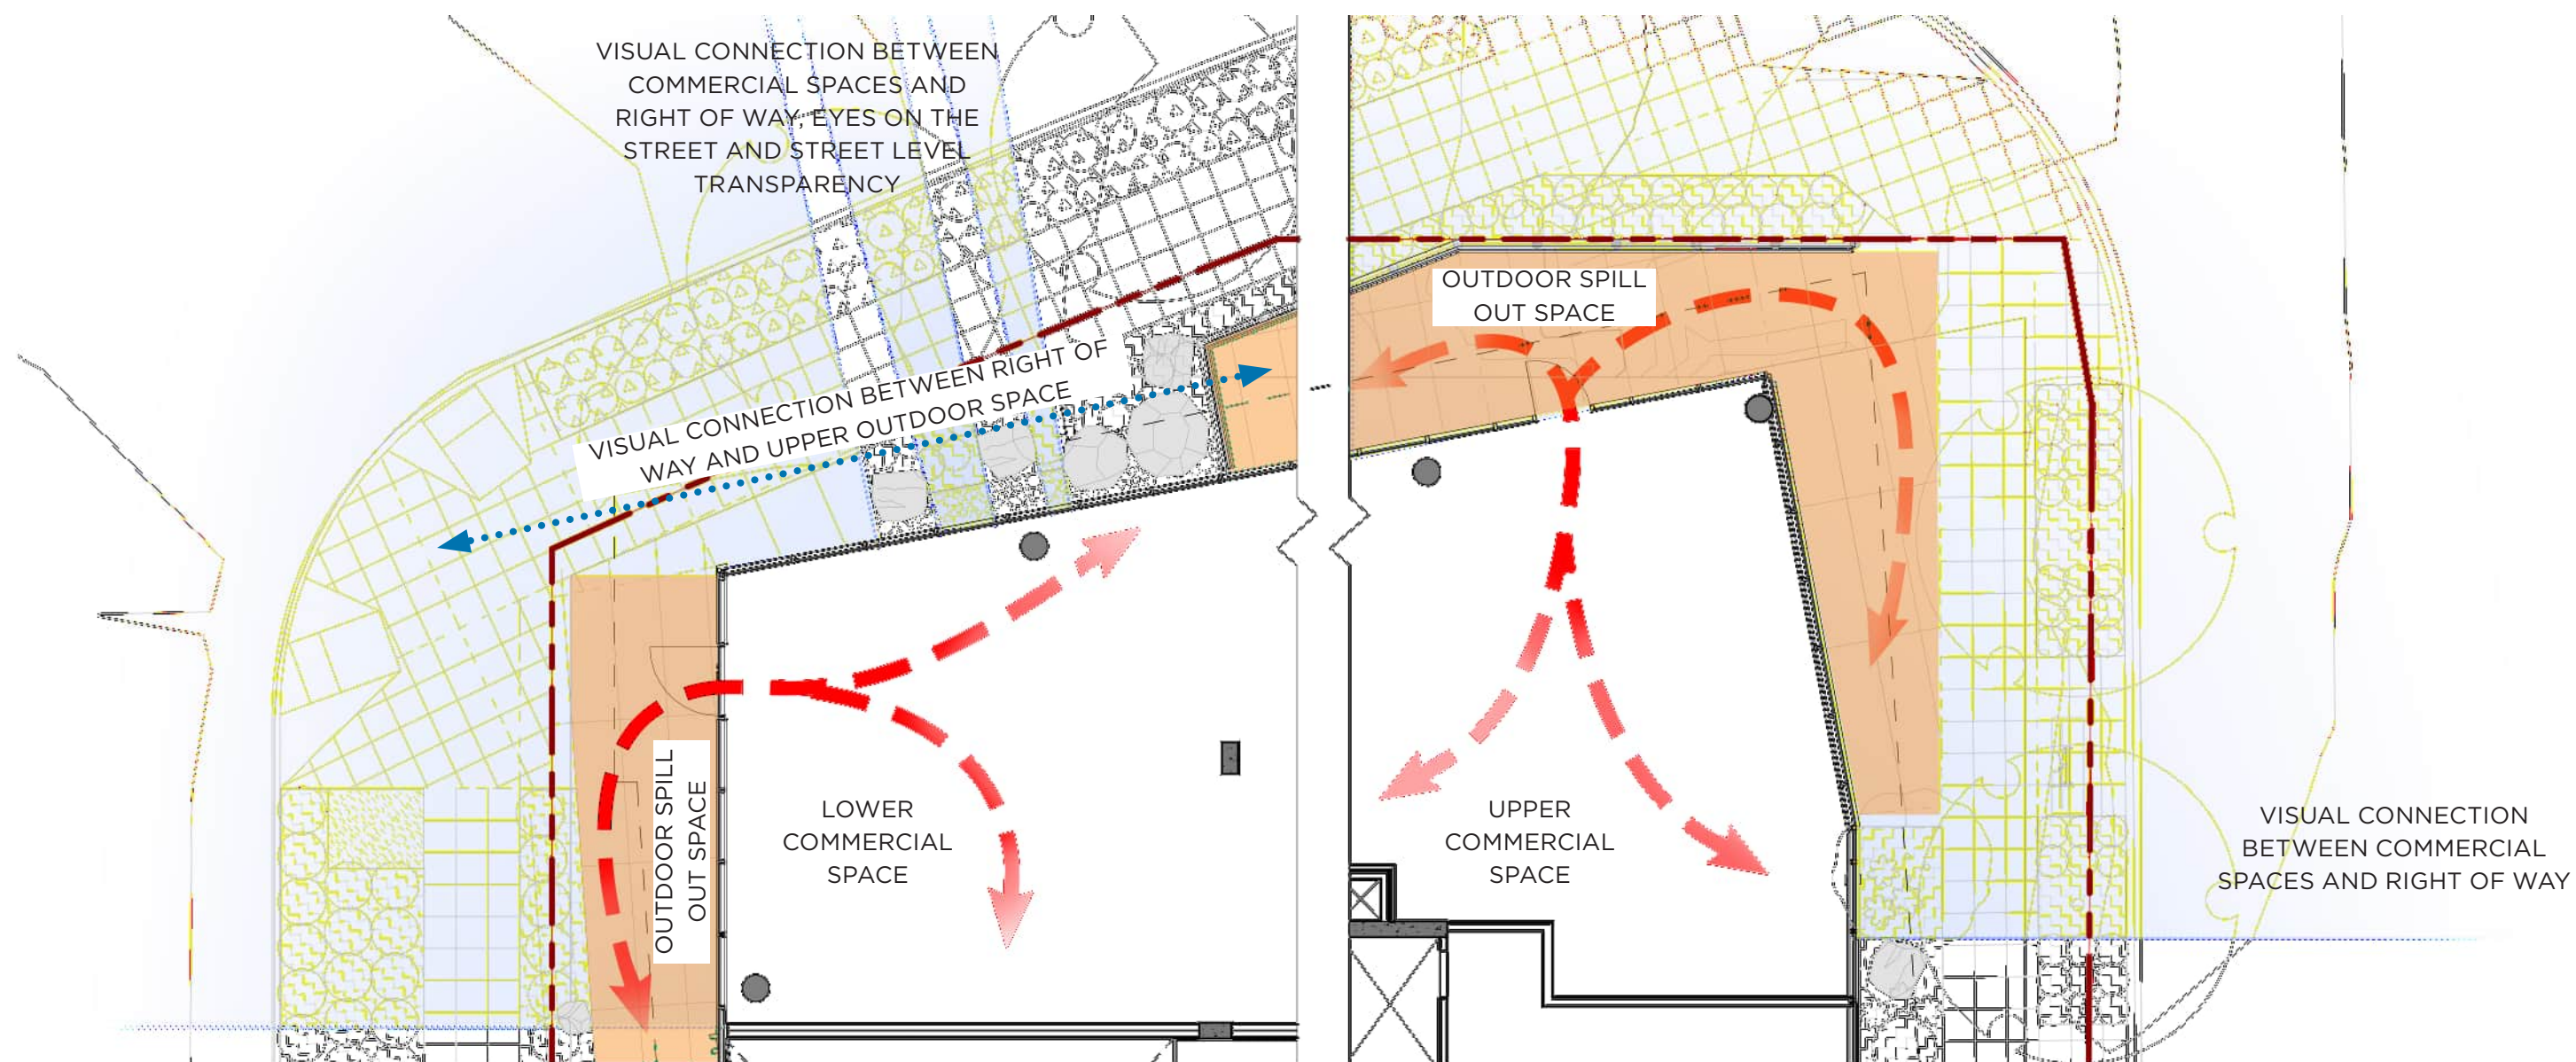 VISUAL CONNECTION BETWEEN
COMMERCIAL SPACES AND
RIGHT OF WAY, EYES ON THE
STREET AND STREET LEVEL
TRANSPARENCY
VISUAL CONNECTION BETWEEN RIGHT OF
WAY AND UPPER OUTDOOR SPACE
OUTDOOR SPILL
OUT SPACE
LOWER
COMMERCIAL
SPACE
OUTDOOR SPILL
OUT SPACE
UPPER
COMMERCIAL
SPACE
VISUAL CONNECTION
BETWEEN COMMERCIAL
SPACES AND RIGHT OF WAY